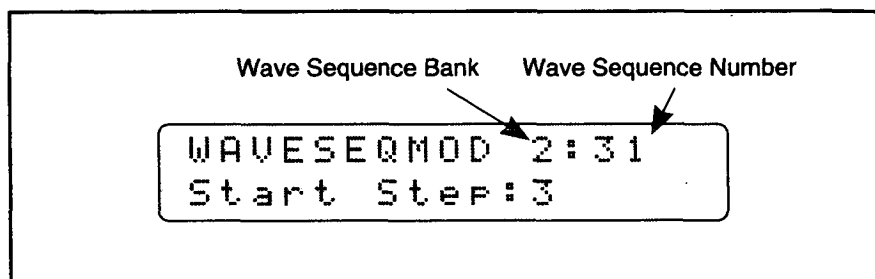 Wave Sequence Bank Wave Sequence Number
WAVESEQMOD 2:31
Start Step:3